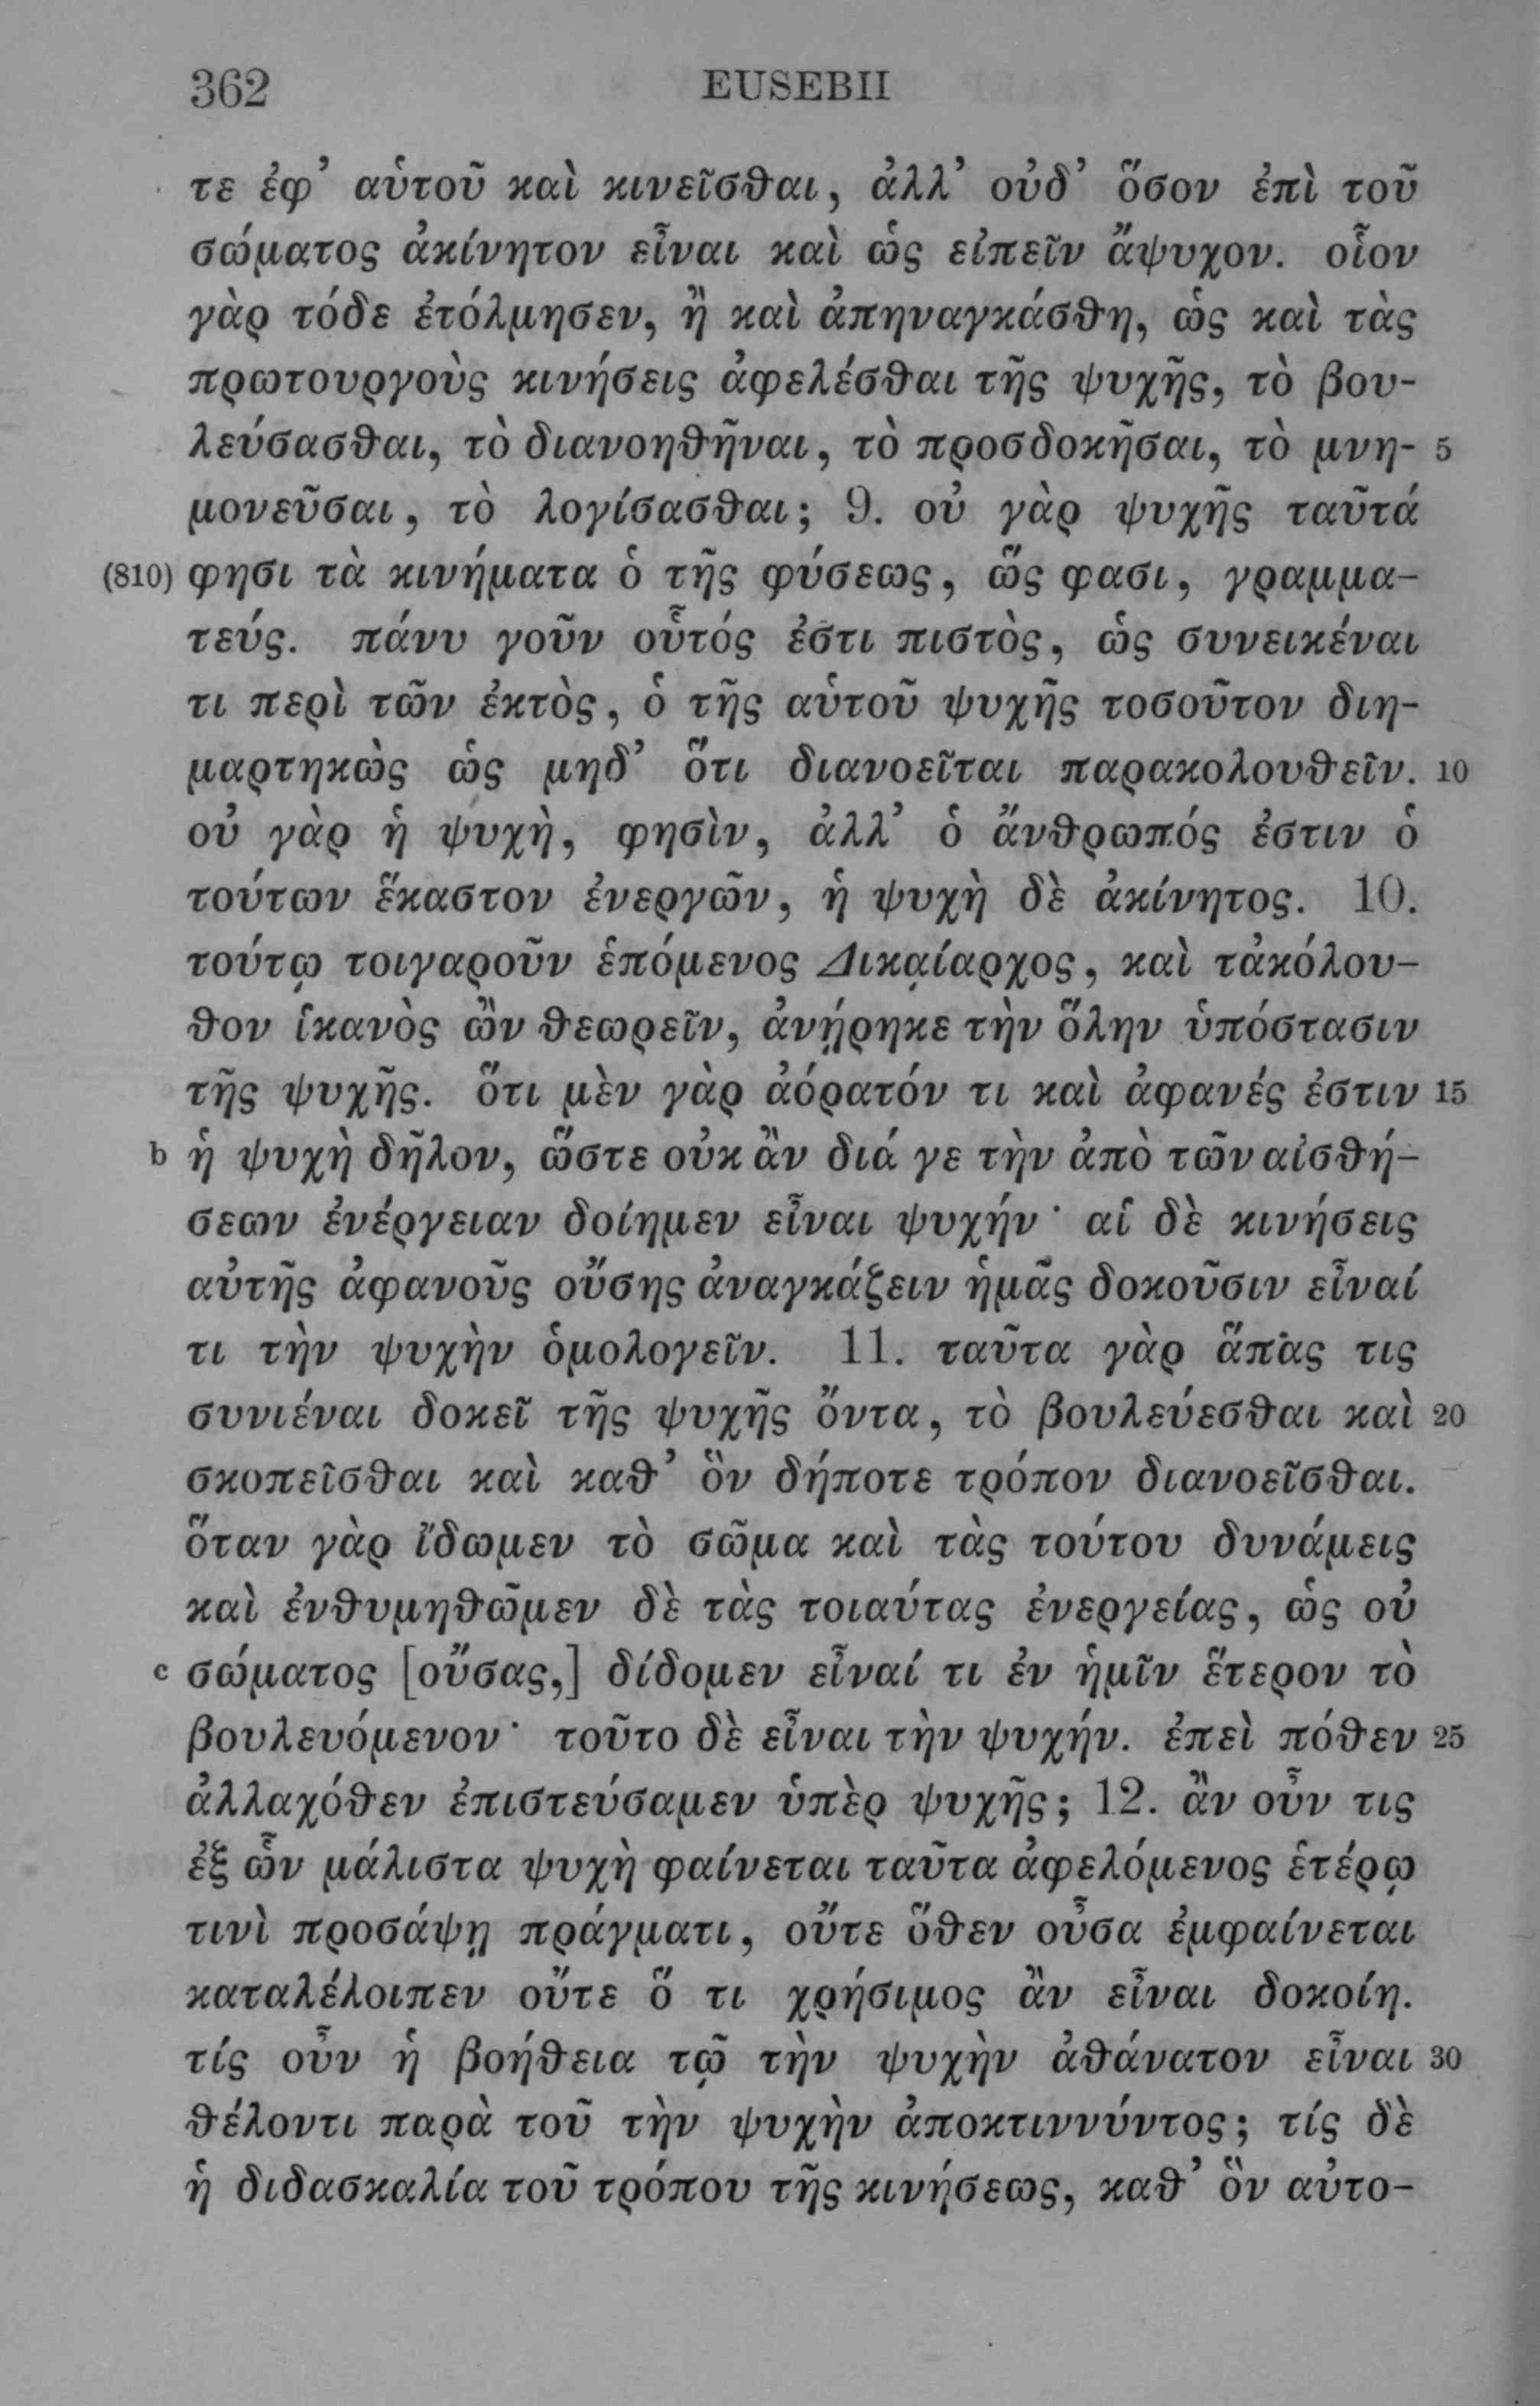 362 EUSEBII
τε ἐφ’ αὑτοῦ καὶ κινεῖσθαι, ἀλλ’ οὐδ’ ὅσον ἐπὶ τοῦ
σώματος ἀκίνητον εἶναι καὶ ὡς εἰπεῖν ἄψυχον. οἷον
γὰρ τόδε ἐτόλμησεν, ἢ καὶ ἀπηναγκάσθη, ὡς καὶ τὰς
πρωτουργοὺς κινήσεις ἀφελέσθαι τῆς ψυχῆς, τὸ βου-
λεύσασθαι, τὸ διανοηθῆναι, τὸ προσδοκῆσαι, τὸ μνη- 5
μονεῦσαι, τὸ λογίσασθαι; 9. οὐ γὰρ ψυχῆς ταῦτά
(810) φησι τὰ κινήματα ὁ τῆς φύσεως, ὥς φασι, γραμμα-
τεύς. πάνυ γοῦν οὗτός ἐστι πιστὸς, ὡς συνεικέναι
τι περὶ τῶν ἐκτὸς, ὁ τῆς αὑτοῦ ψυχῆς τοσοῦτον διη-
μαρτηκὼς ὡς μηδ’ ὅτι διανοεῖται παρακολουθεῖν. 10
οὐ γὰρ ἡ ψυχὴ, φησὶν, ἀλλ’ ὁ ἄνθρωπός ἐστιν ὁ
τούτων ἕκαστον ἐνεργῶν, ἡ ψυχὴ δὲ ἀκίνητος. 10.
τούτῳ τοιγαροῦν ἑπόμενος Δικαίαρχος, καὶ τἀκόλου-
θον ἱκανὸς ὢν θεωρεῖν, ἀνῄρηκε τὴν ὅλην ὑπόστασιν
τῆς ψυχῆς. ὅτι μὲν γὰρ ἀόρατόν τι καὶ ἀφανές ἐστιν 15
b ἡ ψυχὴ δῆλον, ὥστε οὐκ ἂν διά γε τὴν ἀπὸ τῶν αἰσθή-
σεων ἐνέργειαν δοίημεν εἶναι ψυχήν· αἱ δὲ κινήσεις
αὐτῆς ἀφανοῦς οὔσης ἀναγκάζειν ἡμᾶς δοκοῦσιν εἶναί
τι τὴν ψυχὴν ὁμολογεῖν. 11. ταῦτα γὰρ ἅπας τις
συνιέναι δοκεῖ τῆς ψυχῆς ὄντα, τὸ βουλεύεσθαι καὶ 20
σκοπεῖσθαι καὶ καθ’ ὃν δήποτε τρόπον διανοεῖσθαι.
ὅταν γὰρ ἴδωμεν τὸ σῶμα καὶ τὰς τούτου δυνάμεις
καὶ ἐνθυμηθῶμεν δὲ τὰς τοιαύτας ἐνεργείας, ὡς οὐ
c σώματος [οὔσας,] δίδομεν εἶναί τι ἐν ἡμῖν ἕτερον τὸ
βουλευόμενον· τοῦτο δὲ εἶναι τὴν ψυχήν. ἐπεὶ πόθεν 25
ἀλλαχόθεν ἐπιστεύσαμεν ὑπὲρ ψυχῆς; 12. ἂν οὖν τις
ἐξ ὧν μάλιστα ψυχὴ φαίνεται ταῦτα ἀφελόμενος ἑτέρῳ
τινὶ προσάψῃ πράγματι, οὔτε ὅθεν οὖσα ἐμφαίνεται
καταλέλοιπεν οὔτε ὅ τι χρήσιμος ἂν εἶναι δοκοίη.
τίς οὖν ἡ βοήθεια τῷ τὴν ψυχὴν ἀθάνατον εἶναι 30
θέλοντι παρὰ τοῦ τὴν ψυχὴν ἀποκτιννύντος; τίς δὲ
ἡ διδασκαλία τοῦ τρόπου τῆς κινήσεως, καθ’ ὃν αὐτο-